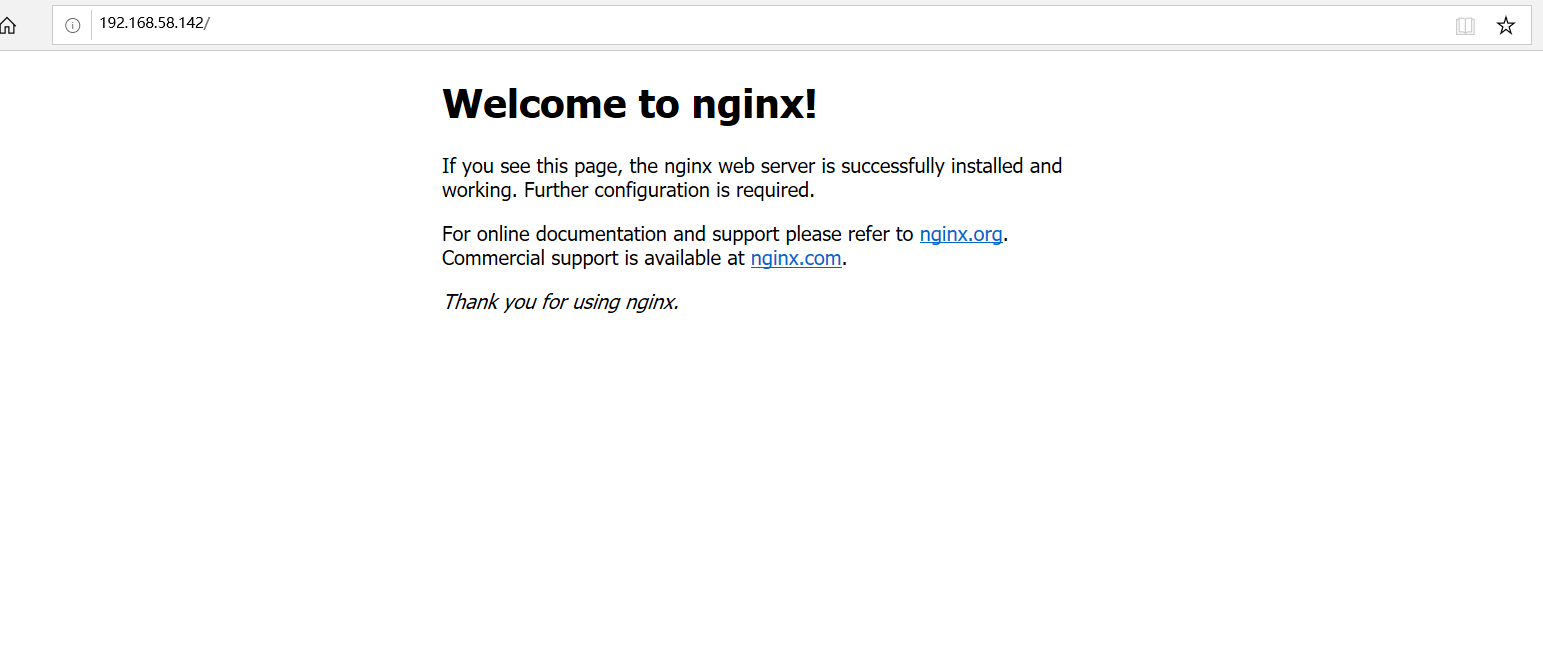 192.168.58.142/
Welcome to nginx!
If you see this page, the nginx web server is successfully installed and
working. Further configuration is required.
For online documentation and support please refer to nginx.org.
Commercial support is available at nginx.com.
Thank you for using nginx.